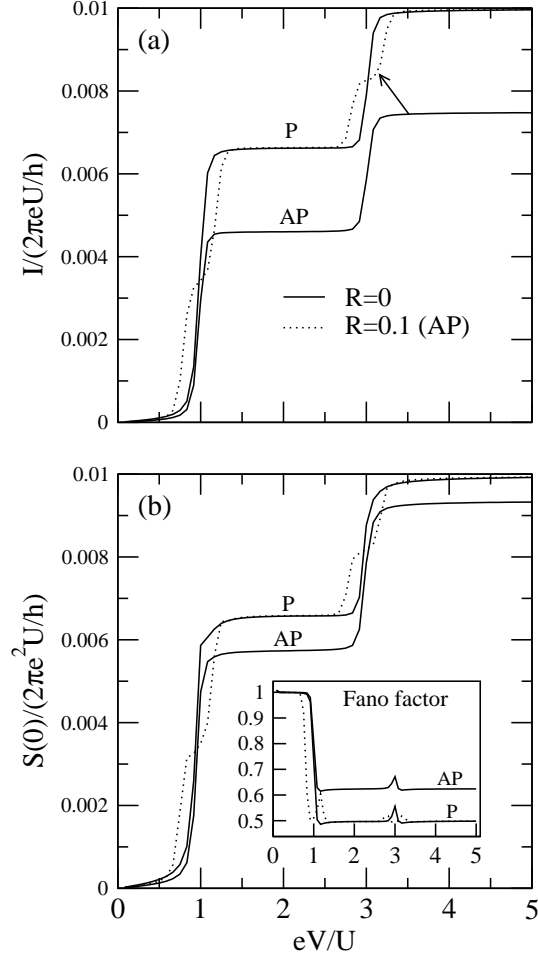 0.01
(a)
0.008
P
0.006
I/(2πeU/h)
AP
0.004
R=0
R=0.1 (AP)
0.002
0
0.01
(b)
0.008
P
0.006
AP
S(0)/(2πe²U/h)
1
Fano factor
0.9
0.8
0.004
0.7
AP
0.6
P
0.002
0.5
0 1 2 3 4 5
0
0 1 2 3 4 5
eV/U